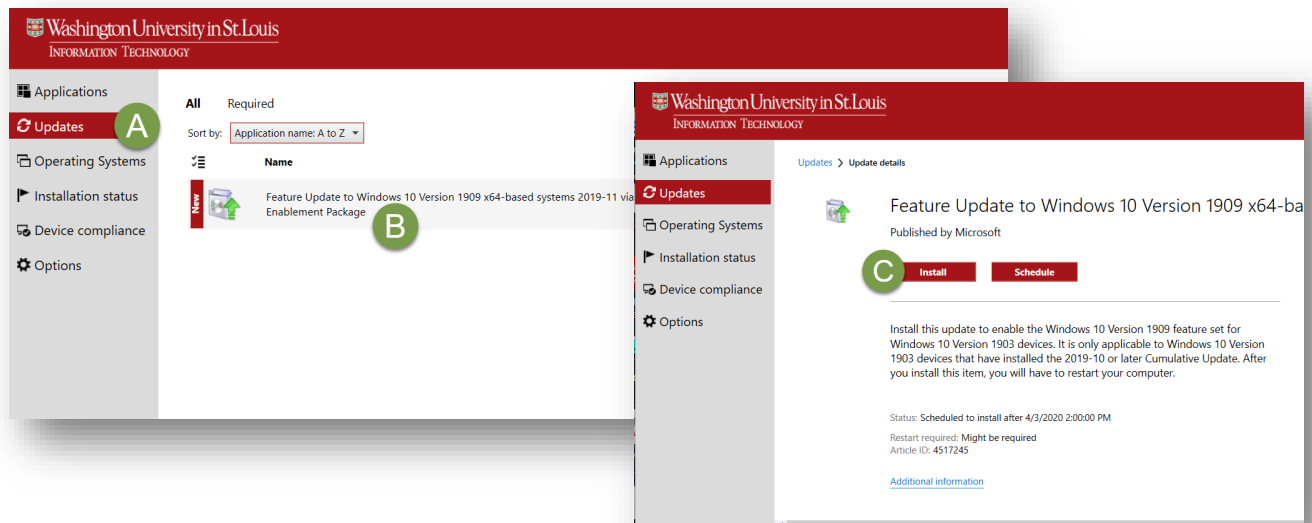 Washington University in St. Louis
INFORMATION TECHNOLOGY
Applications
Updates
A
Operating Systems
Installation status
Device compliance
Options
All Required
Sort by: Application name: A to Z
Name
New
Feature Update to Windows 10 Version 1909 x64-based systems 2019-11 via
Enablement Package
B
Washington University in St. Louis
INFORMATION TECHNOLOGY
Applications
Updates
Operating Systems
Installation status
Device compliance
Options
Updates ❯ Update details
Feature Update to Windows 10 Version 1909 x64-ba
Published by Microsoft
C
Install Schedule
Install this update to enable the Windows 10 Version 1909 feature set for
Windows 10 Version 1903 devices. It is only applicable to Windows 10 Version
1903 devices that have installed the 2019-10 or later Cumulative Update. After
you install this item, you will have to restart your computer.
Status: Scheduled to install after 4/3/2020 2:00:00 PM
Restart required: Might be required
Article ID: 4517245
Additional information